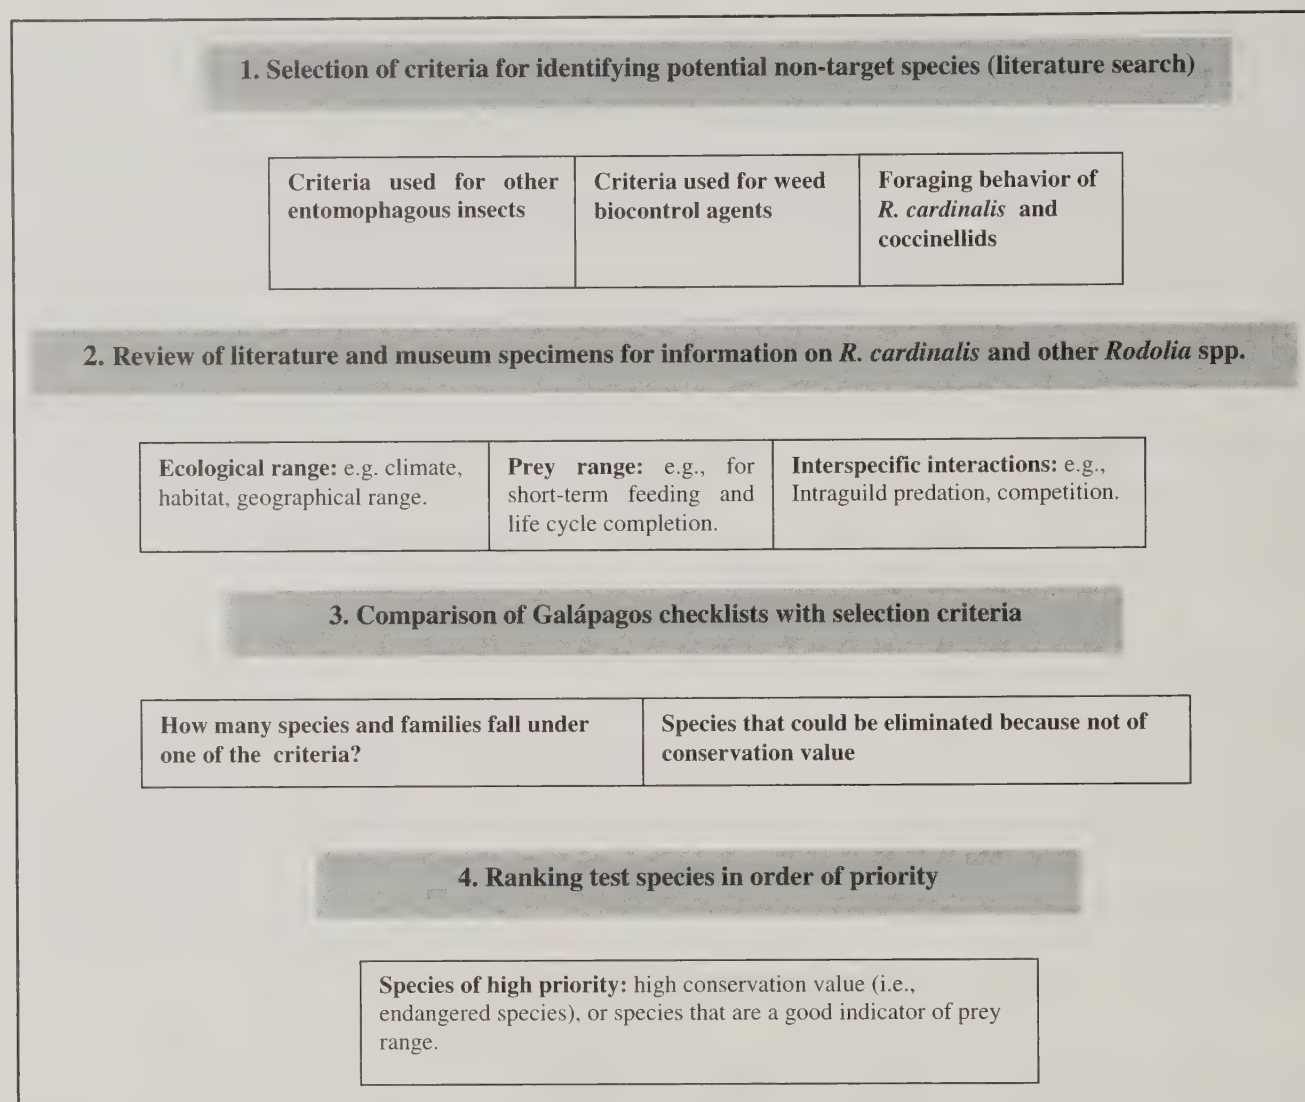 1. Selection of criteria for identifying potential non-target species (literature search)
Criteria used for other
entomophagous insects
Criteria used for weed
biocontrol agents
Foraging behavior of
R. cardinalis and
coccinellids
2. Review of literature and museum specimens for information on R. cardinalis and other Rodolia spp.
Ecological range: e.g. climate,
habitat, geographical range.
Prey range: e.g., for
short-term feeding and
life cycle completion.
Interspecific interactions: e.g.,
Intraguild predation, competition.
3. Comparison of Galápagos checklists with selection criteria
How many species and families fall under
one of the criteria?
Species that could be eliminated because not of
conservation value
4. Ranking test species in order of priority
Species of high priority: high conservation value (i.e.,
endangered species), or species that are a good indicator of prey
range.